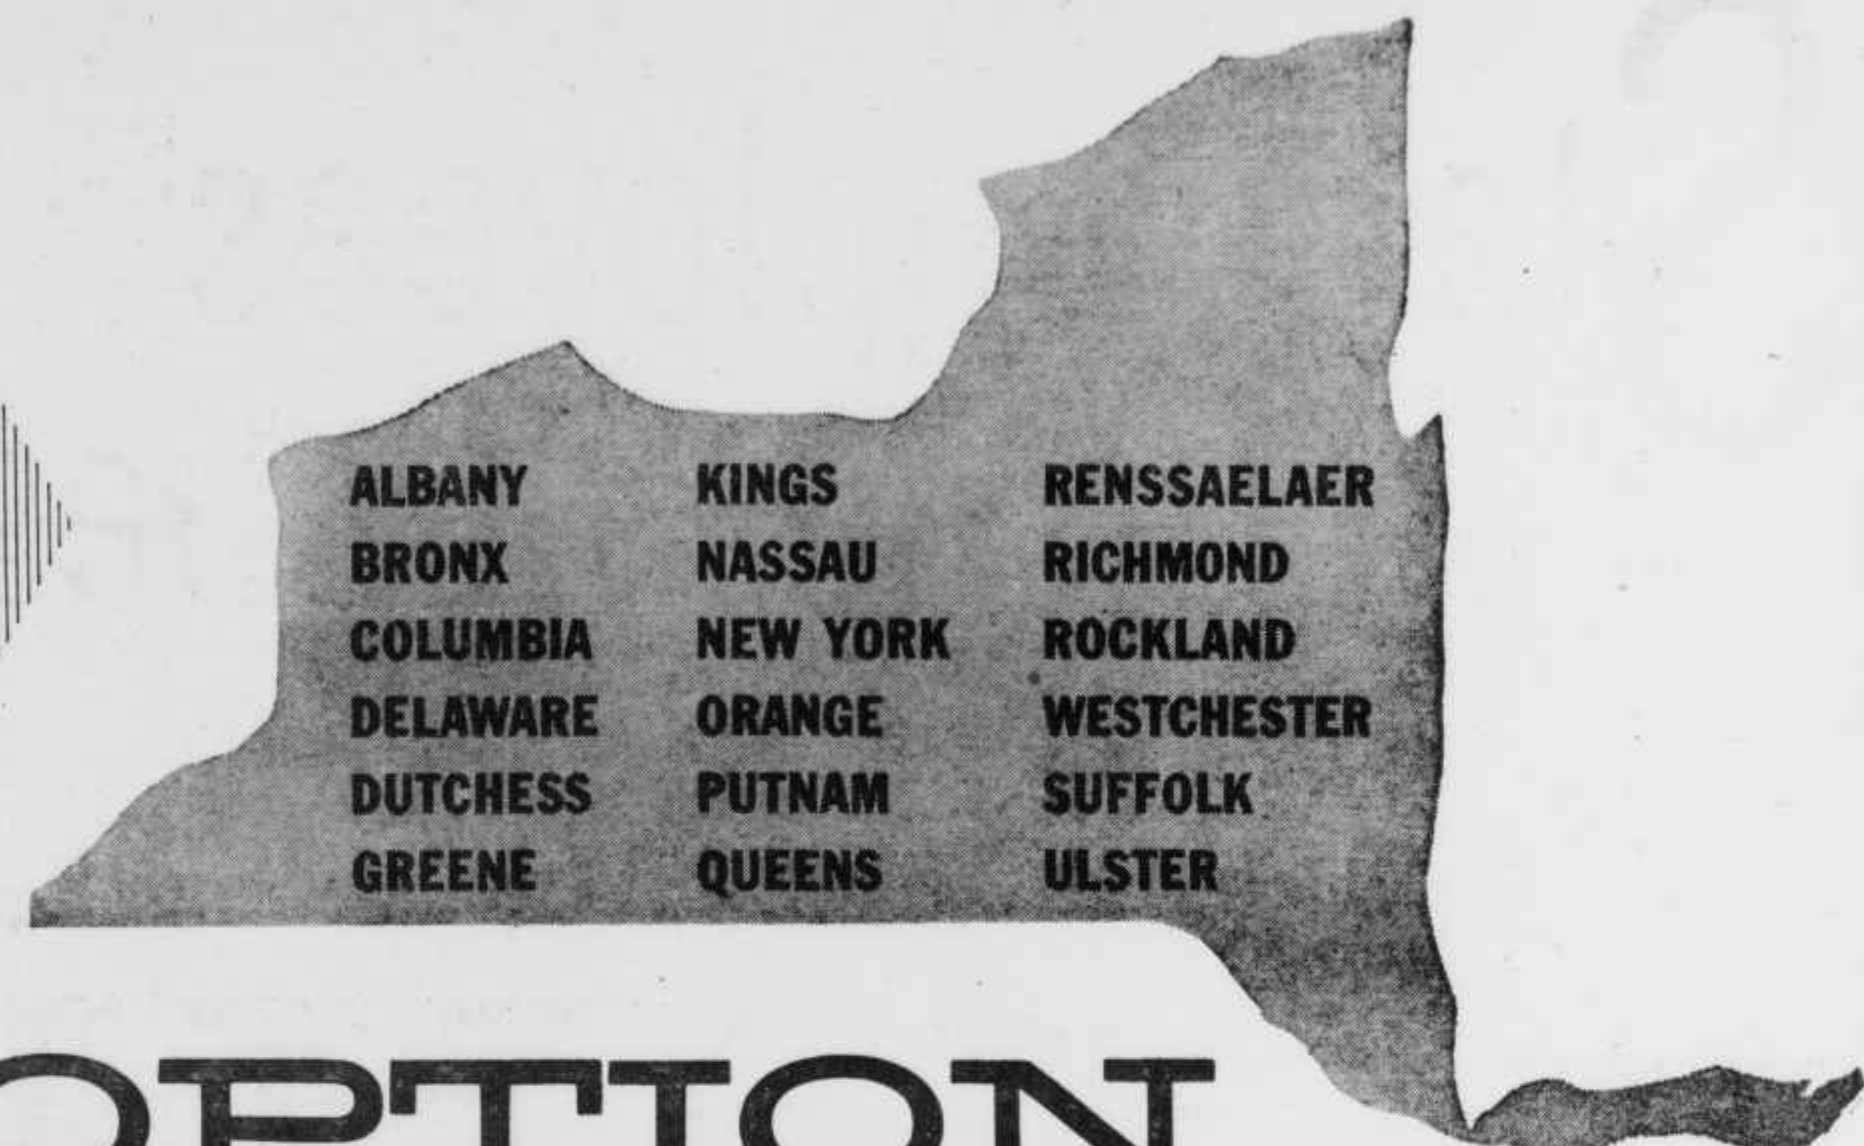 ALBANY KINGS RENSSAELAER
BRONX NASSAU RICHMOND
COLUMBIA NEW YORK ROCKLAND
DELAWARE ORANGE WESTCHESTER
DUTCHESS PUTNAM SUFFOLK
GREENE QUEENS ULSTER
OPTION